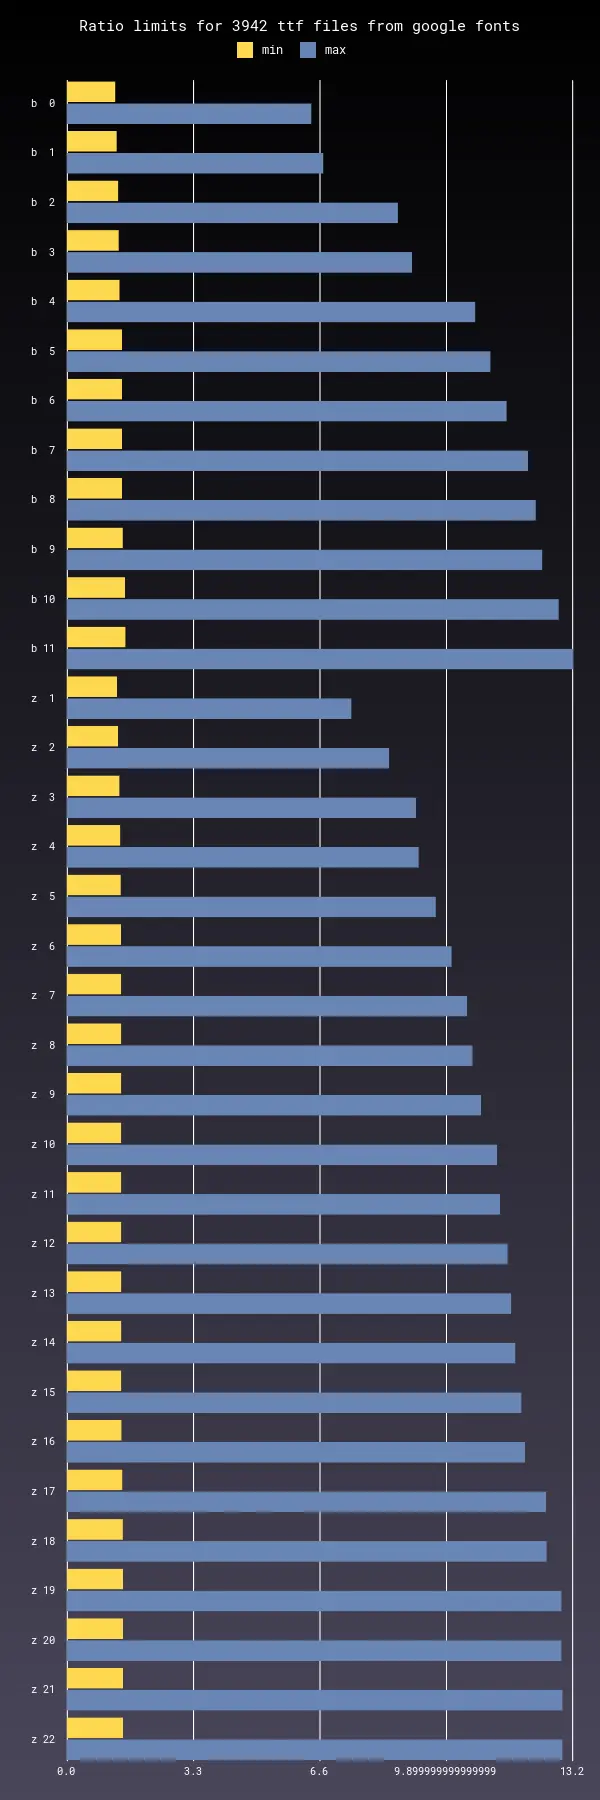 Ratio limits for 3942 ttf files from google fonts
min max
b 0
b 1
b 2
b 3
b 4
b 5
b 6
b 7
b 8
b 9
b 10
b 11
z 1
z 2
z 3
z 4
z 5
z 6
z 7
z 8
z 9
z 10
z 11
z 12
z 13
z 14
z 15
z 16
z 17
z 18
z 19
z 20
z 21
z 22
0.0 3.3 6.6 9.899999999999999 13.2